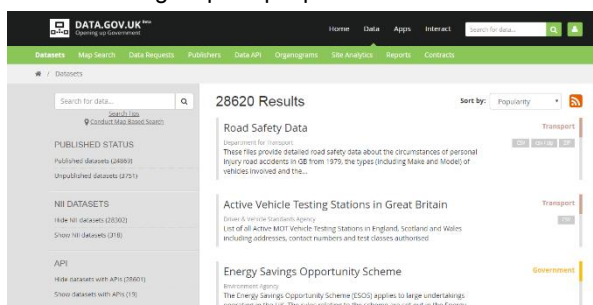 DATA.GOV.UK Beta
Opening up Government
Home Data Apps Interact Search for data...
Datasets Map Search Data Requests Publishers Data API Organograms Site Analytics Reports Contracts
/ Datasets
Search for data...
Search Tips
Conduct Map Based Search
PUBLISHED STATUS
Published datasets (24869)
Unpublished datasets (3751)
NII DATASETS
Hide NII datasets (28302)
Show NII datasets (318)
API
Hide datasets with APIs (28601)
Show datasets with APIs (19)
28620 Results
Sort by: Popularity
Road Safety Data
Transport
Department for Transport
These files provide detailed road safety data about the circumstances of personal
injury road accidents in GB from 1979, the types (including Make and Model) of
vehicles involved and the...
Active Vehicle Testing Stations in Great Britain
Transport
Driver & Vehicle Standards Agency
List of all Active MOT Vehicle Testing Stations in England, Scotland and Wales
including addresses, contact numbers and test classes authorised
Energy Savings Opportunity Scheme
Government
Environment Agency
The Energy Savings Opportunity Scheme (ESOS) applies to large undertakings